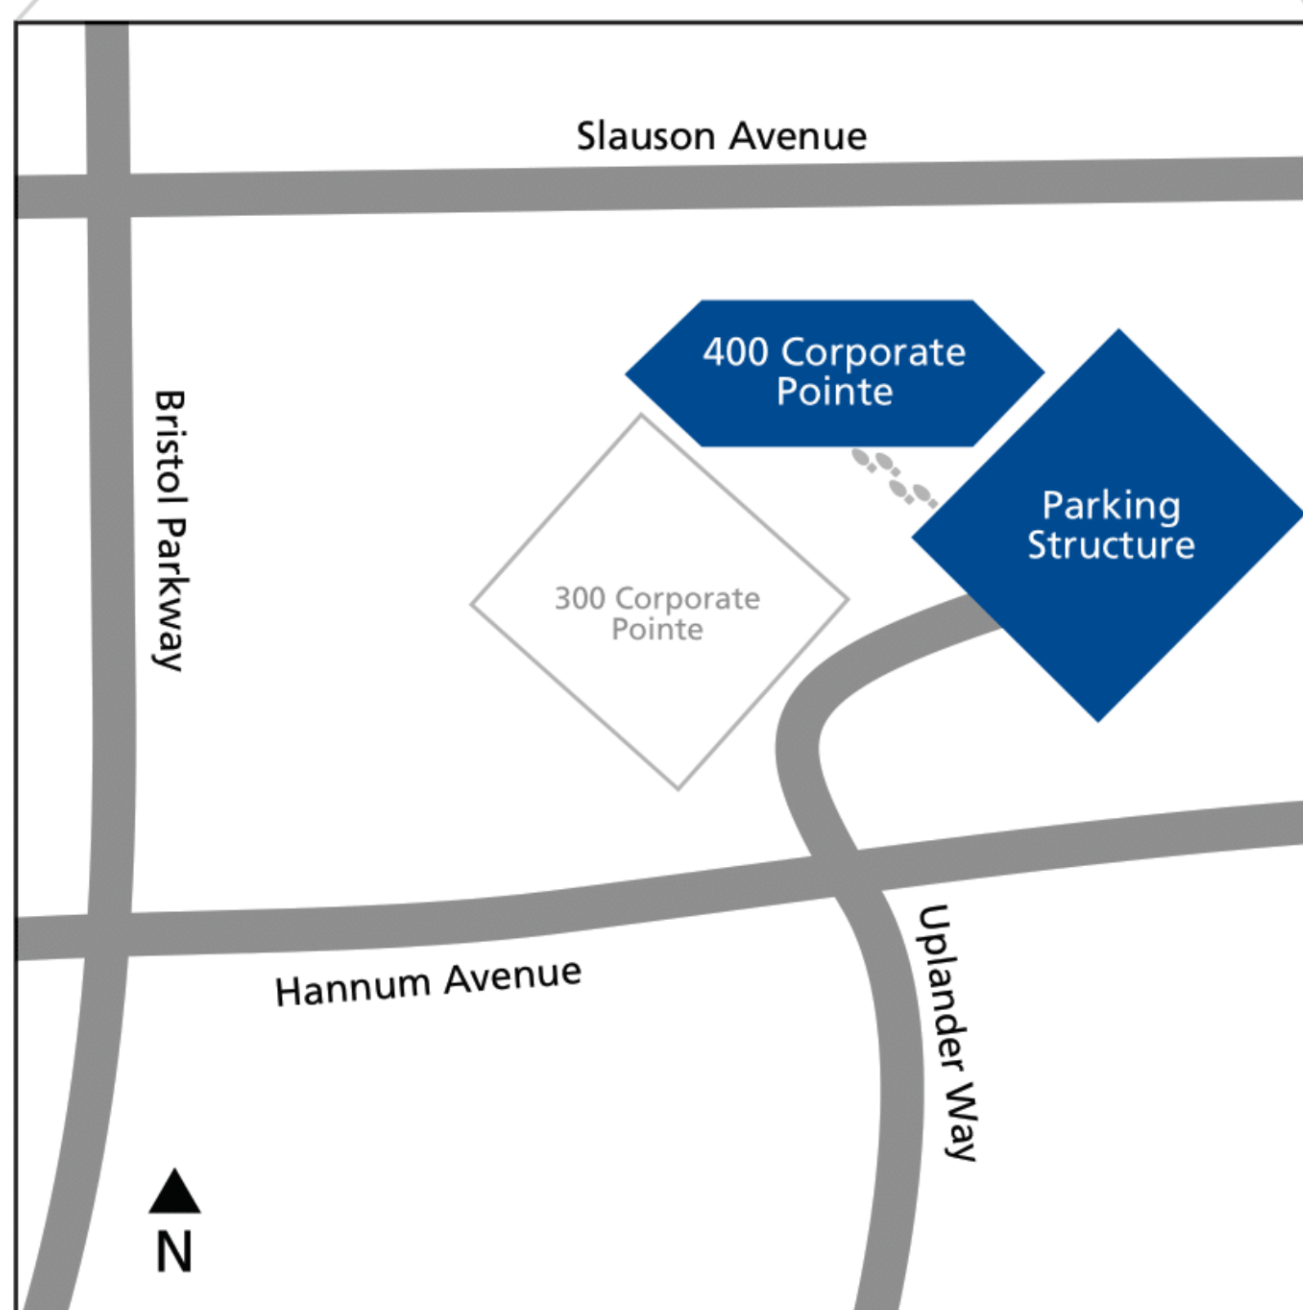 Slauson Avenue
400 Corporate
Pointe
Bristol Parkway
Parking
Structure
300 Corporate
Pointe
Hannum Avenue
Uplander Way
N